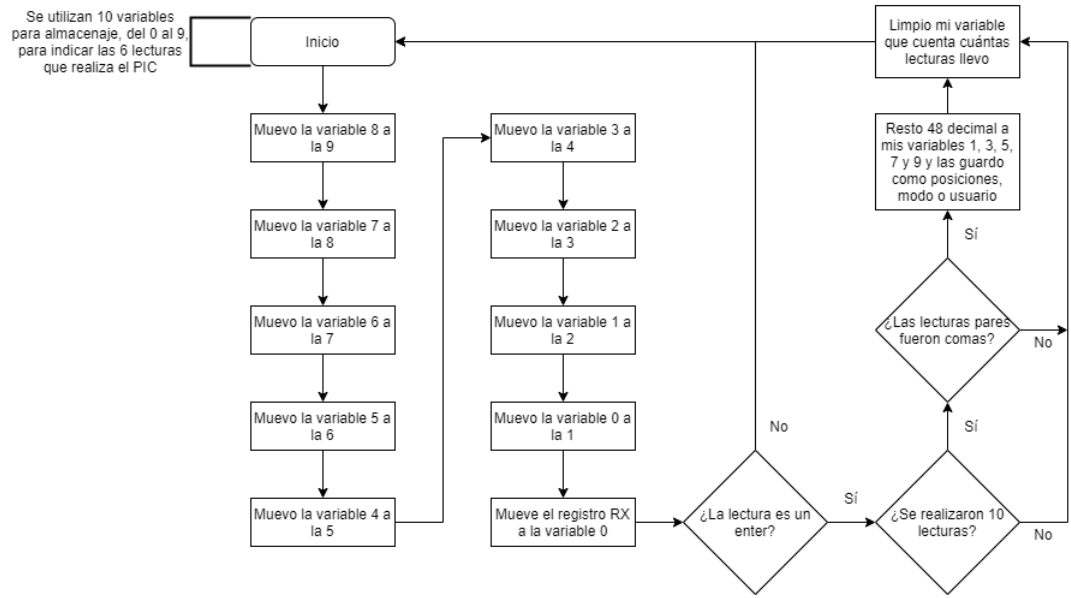 Se utilizan 10 variables
para almacenaje, del 0 al 9,
para indicar las 6 lecturas
que realiza el PIC
Inicio
Muevo la variable 8 a
la 9
Muevo la variable 7 a
la 8
Muevo la variable 6 a
la 7
Muevo la variable 5 a
la 6
Muevo la variable 4 a
la 5
Muevo la variable 3 a
la 4
Muevo la variable 2 a
la 3
Muevo la variable 1 a
la 2
Muevo la variable 0 a
la 1
Mueve el registro RX
a la variable 0
¿La lectura es un
enter?
No
Sí
¿Se realizaron 10
lecturas?
No
Sí
¿Las lecturas pares
fueron comas?
No
Sí
Resto 48 decimal a
mis variables 1, 3, 5,
7 y 9 y las guardo
como posiciones,
modo o usuario
Limpio mi variable
que cuenta cuántas
lecturas llevo